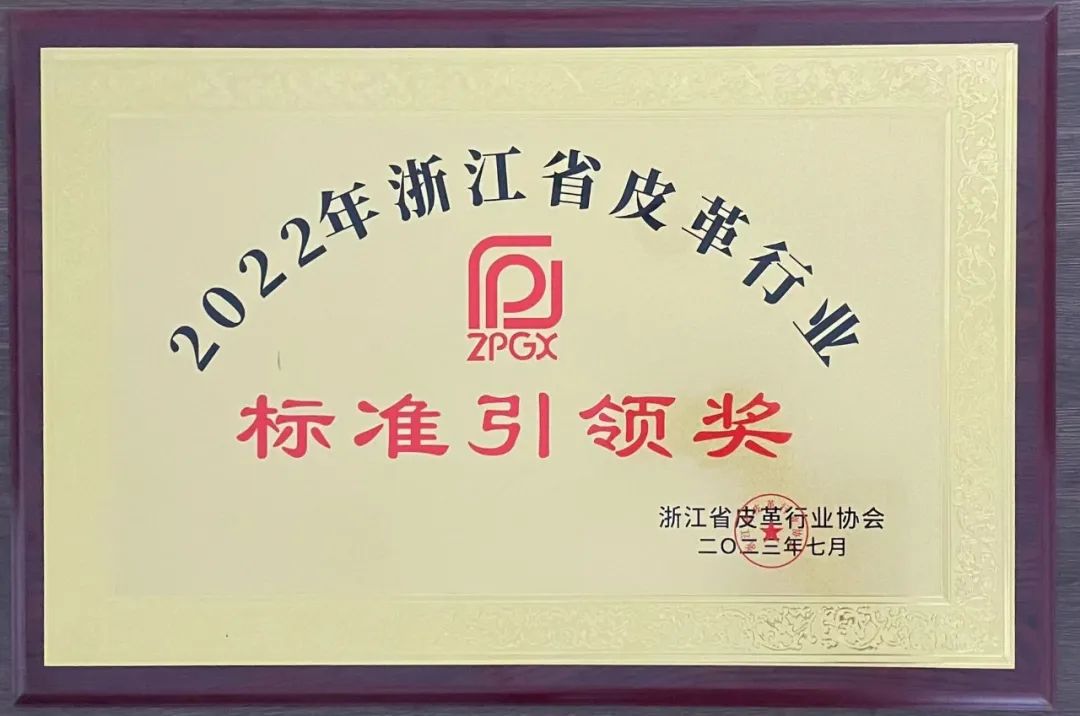 2022年浙江省皮革行业
ZPGX
标准引领奖
浙江省皮革行业协会
二〇二三年七月